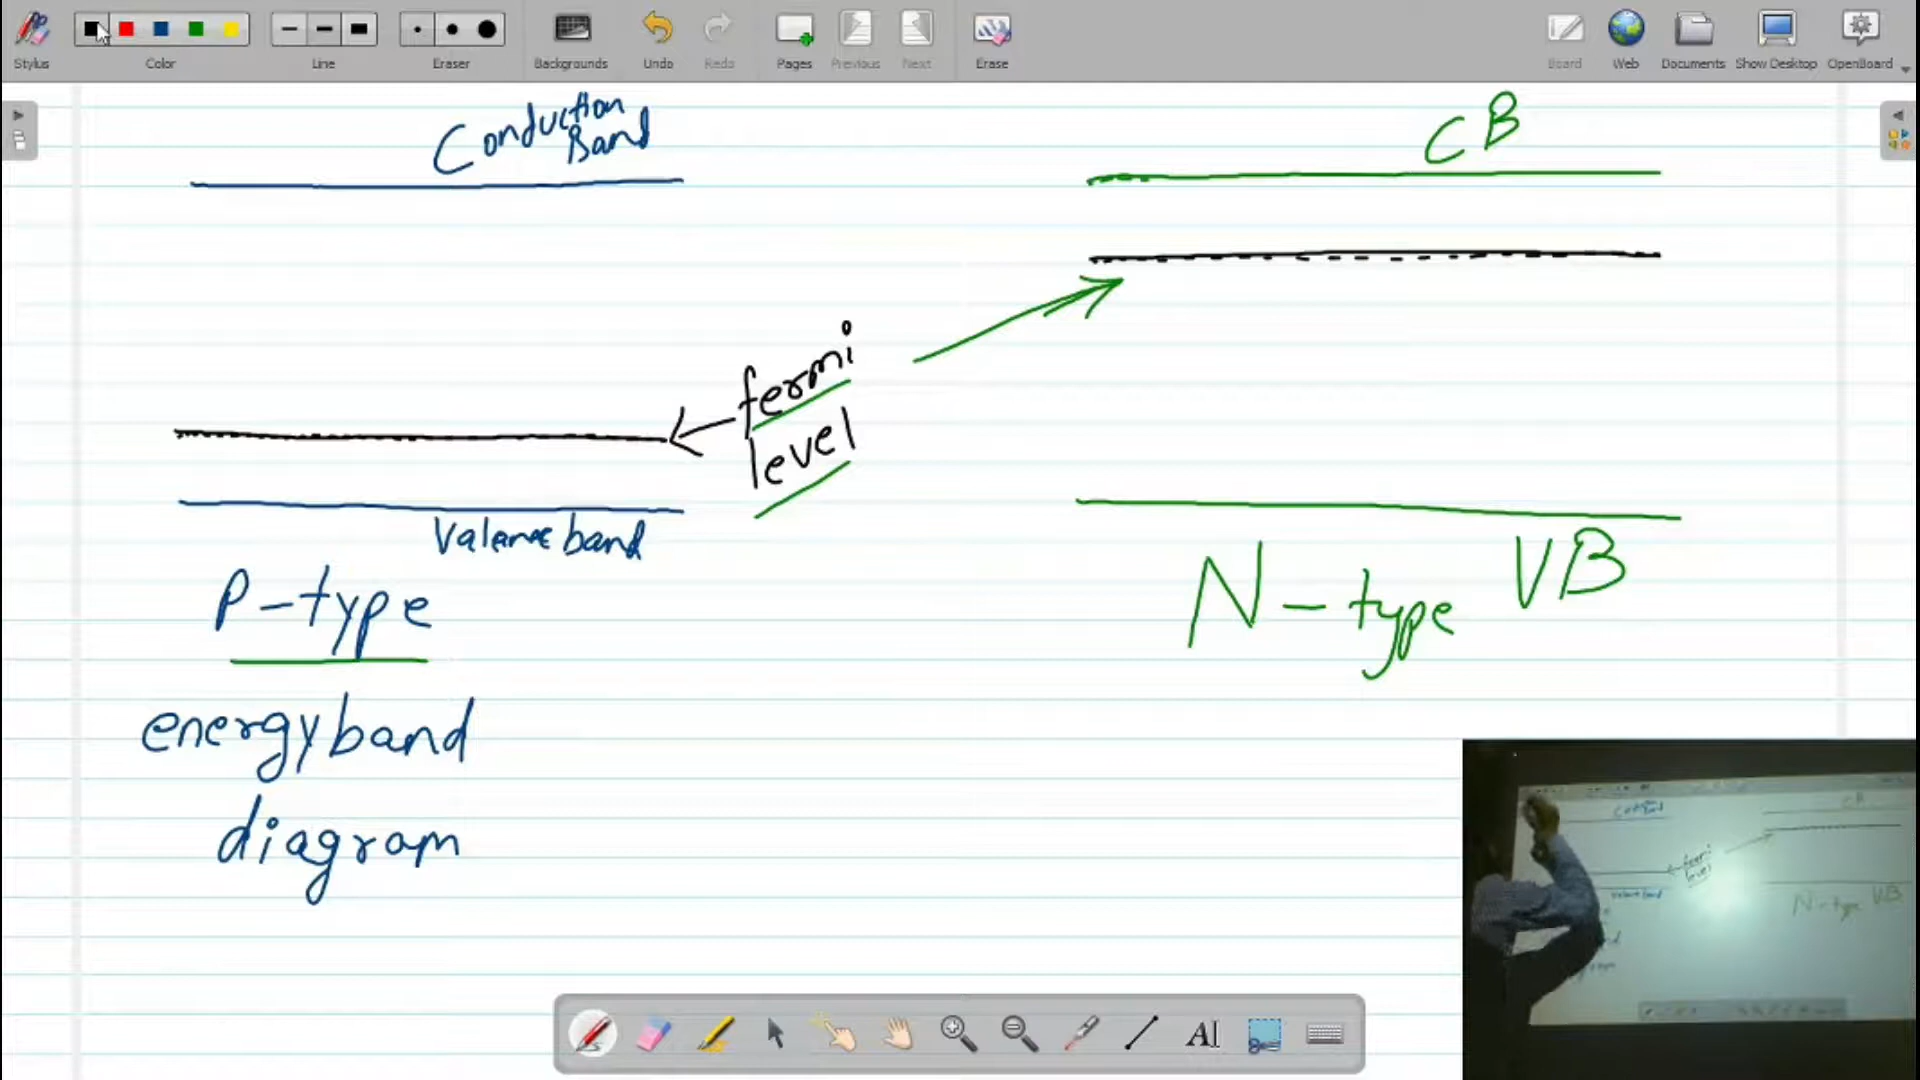 Stylus
Color
Line
Eraser
Backgrounds
Undo
Redo
Pages
Previous
Next
Erase
Board
Web
Documents
Show Desktop
OpenBoard
Conduction
Band
CB
fermi
level
Valence band
VB
P-type
N-type
energy band
diagram
AI